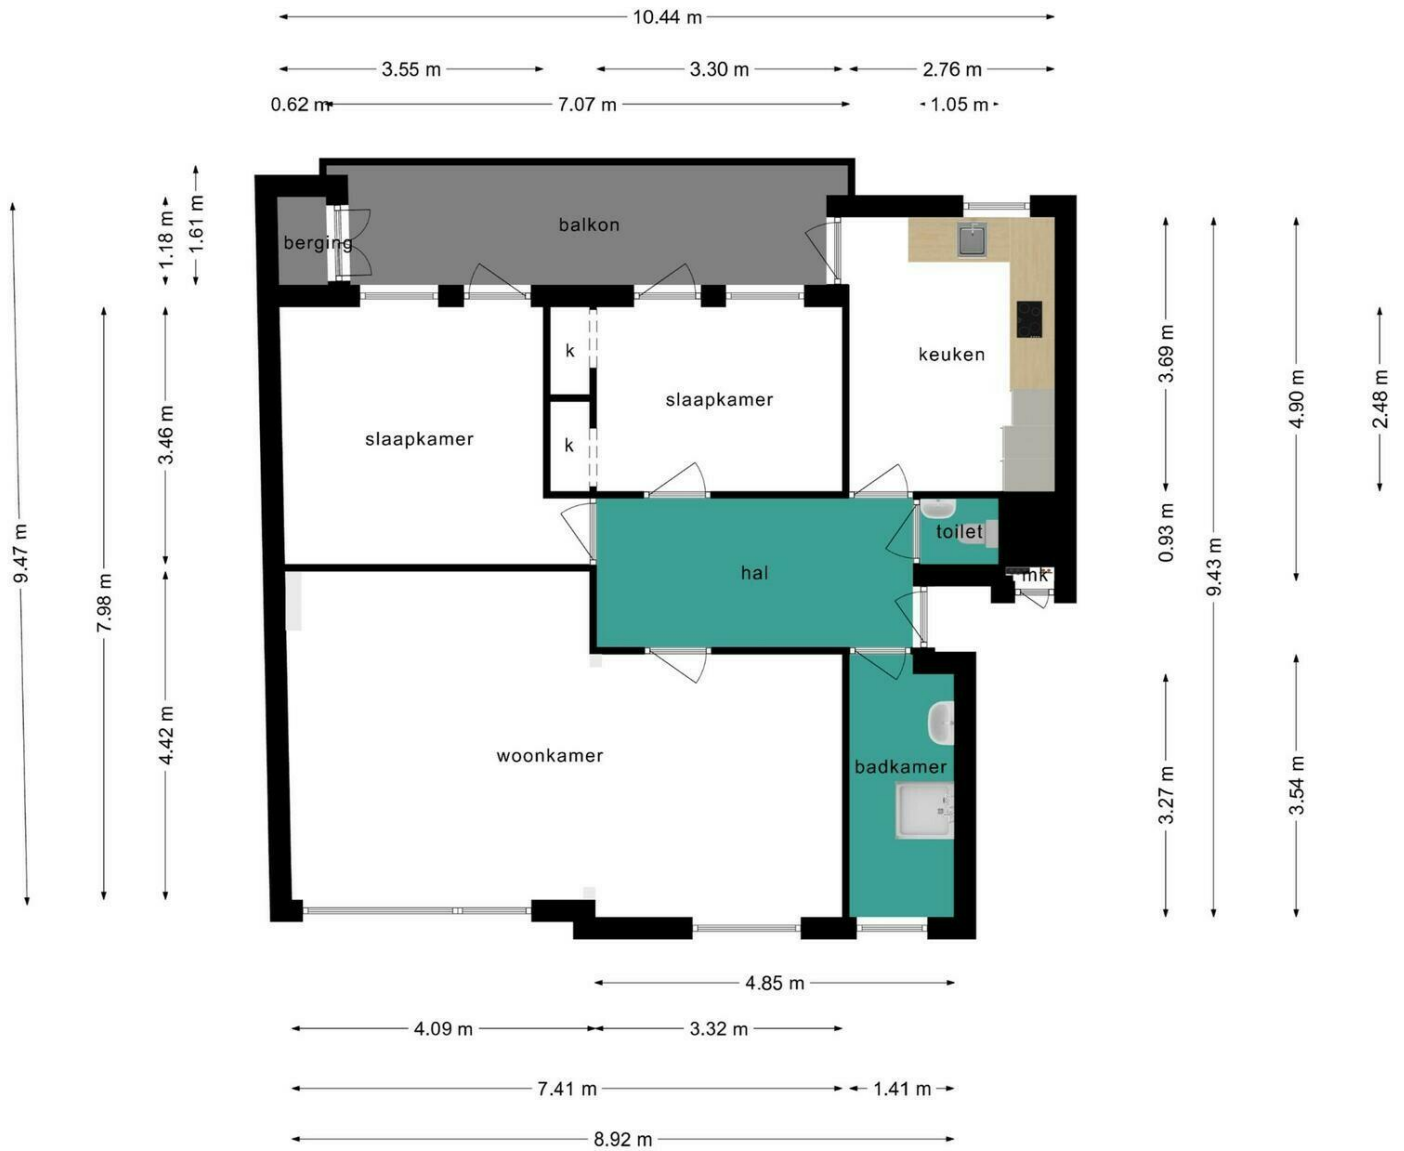 10.44 m
3.55 m
3.30 m
2.76 m
0.62 m
7.07 m
1.05 m
1.61 m
1.18 m
balkon
berging
keuken
k
slaapkamer
slaapkamer
k
3.69 m
4.90 m
2.48 m
3.46 m
toilet
0.93 m
hal
mk
9.47 m
7.98 m
9.43 m
4.42 m
woonkamer
badkamer
3.27 m
3.54 m
4.85 m
4.09 m
3.32 m
7.41 m
1.41 m
8.92 m